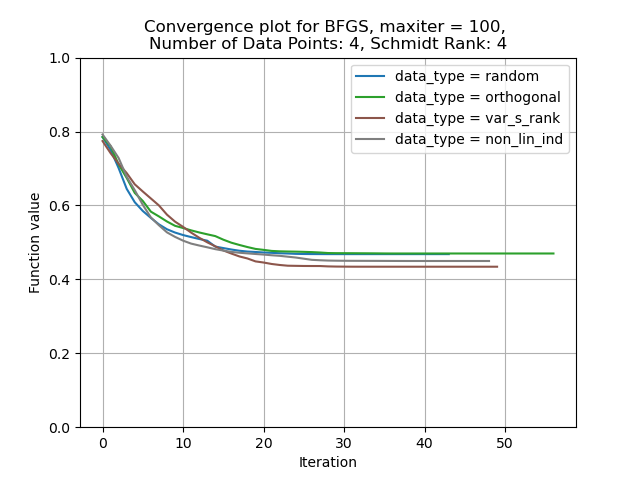 Convergence plot for BFGS, maxiter = 100,
Number of Data Points: 4, Schmidt Rank: 4
data_type = random
data_type = orthogonal
data_type = var_s_rank
data_type = non_lin_ind
Function value
1.0
0.8
0.6
0.4
0.2
0.0
0 10 20 30 40 50
Iteration